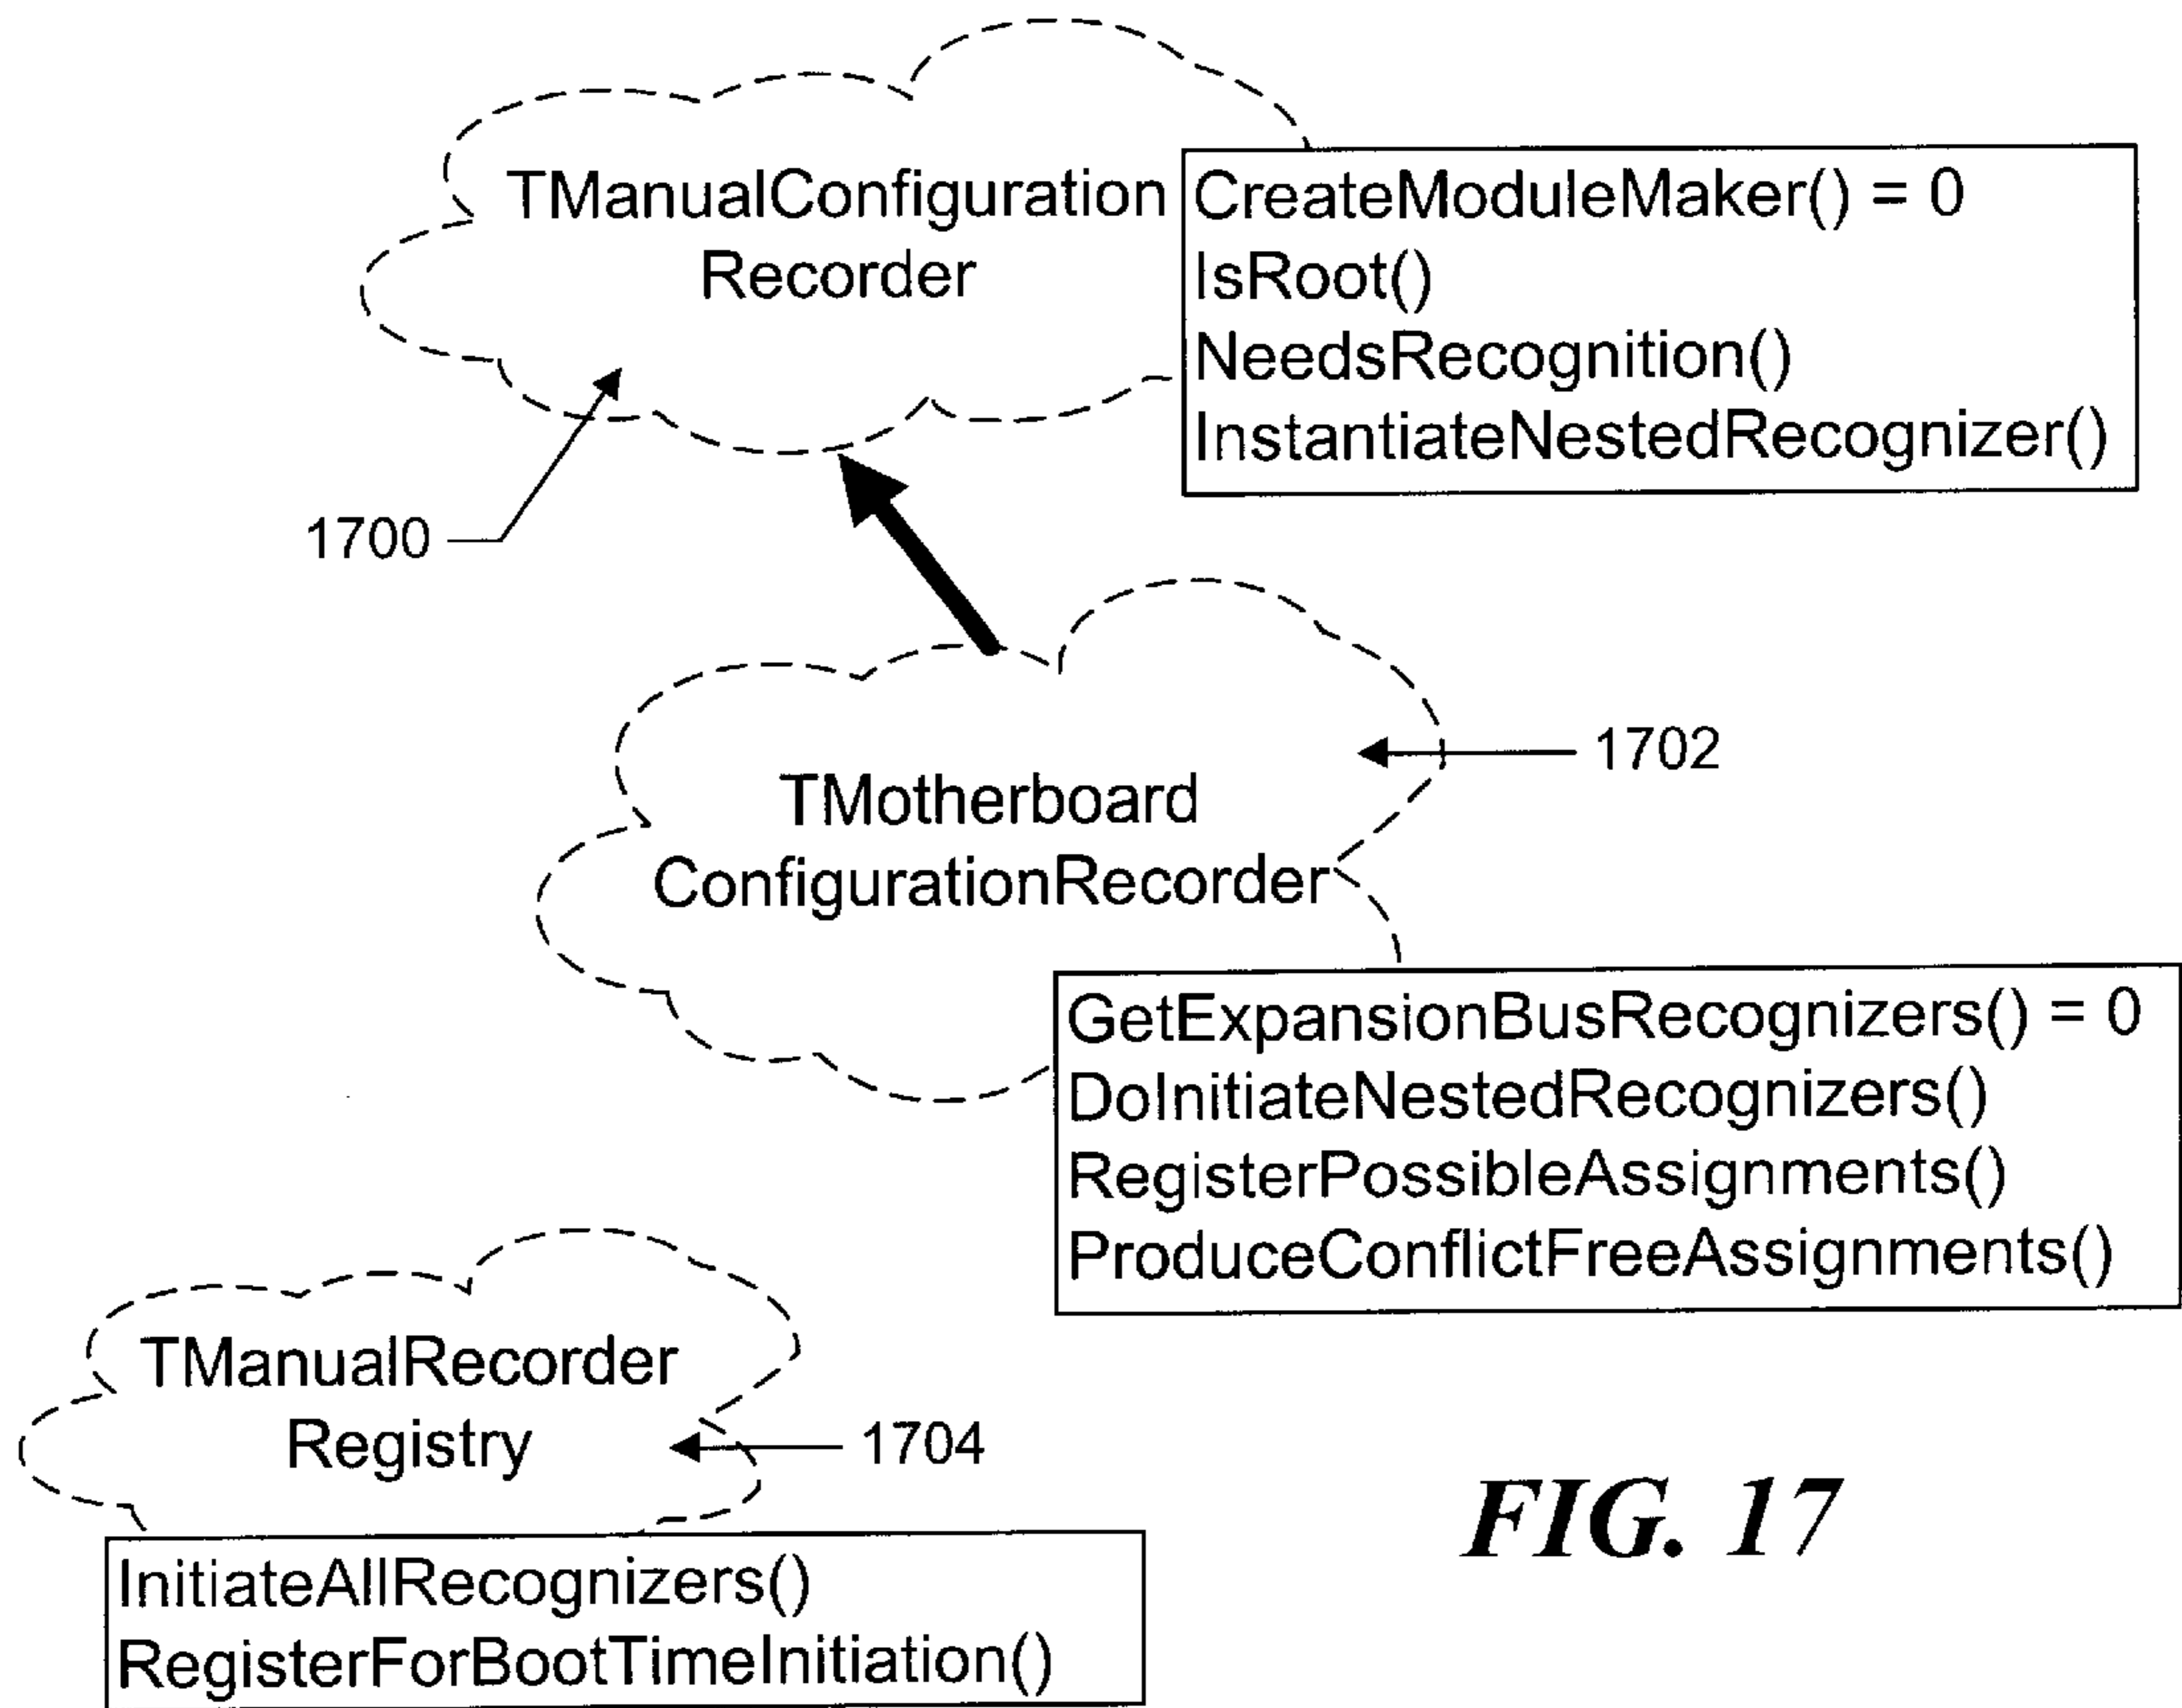 TManualConfiguration
Recorder
CreateModuleMaker() = 0
IsRoot()
NeedsRecognition()
InstantiateNestedRecognizer()
1700
1702
TMotherboard
ConfigurationRecorder
GetExpansionBusRecognizers() = 0
DoInitiateNestedRecognizers()
RegisterPossibleAssignments()
ProduceConflictFreeAssignments()
TManualRecorder
Registry
1704
InitiateAllRecognizers()
RegisterForBootTimeInitiation()
FIG. 17